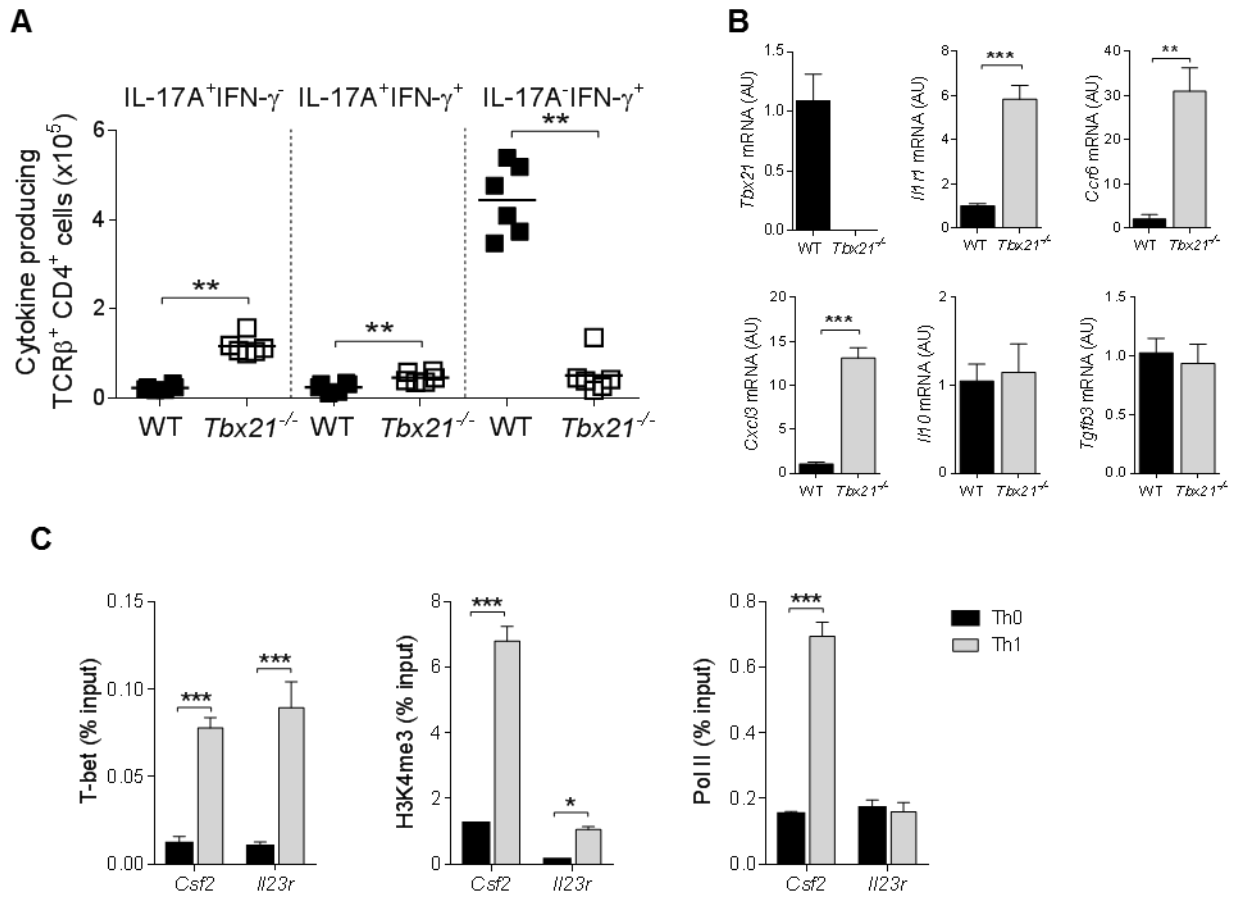 A
IL-17A⁺IFN-γ⁻ IL-17A⁺IFN-γ⁺ IL-17A⁻IFN-γ⁺
Cytokine producing
TCRβ⁺ CD4⁺ cells (x10⁵)
6
4
2
0
** ** **
WT Tbx21⁻/⁻ WT Tbx21⁻/⁻ WT Tbx21⁻/⁻
B
Tbx21 mRNA (AU)
1.5
1.0
0.5
0.0
WT Tbx21⁻/⁻
Il1r1 mRNA (AU)
8
6
4
2
0
***
WT Tbx21⁻/⁻
Ccr6 mRNA (AU)
40
30
20
10
0
**
WT Tbx21⁻/⁻
Cxcl3 mRNA (AU)
20
15
10
5
0
***
WT Tbx21⁻/⁻
Il10 mRNA (AU)
2
1
0
WT Tbx21⁻/⁻
Tgfb3 mRNA (AU)
1.5
1.0
0.5
0.0
WT Tbx21⁻/⁻
C
T-bet (% input)
0.15
0.10
0.05
0.00
*** ***
Csf2 Il23r
H3K4me3 (% input)
8
6
4
2
0
*** *
Csf2 Il23r
Pol II (% input)
0.8
0.6
0.4
0.2
0.0
***
Csf2 Il23r
Th0
Th1